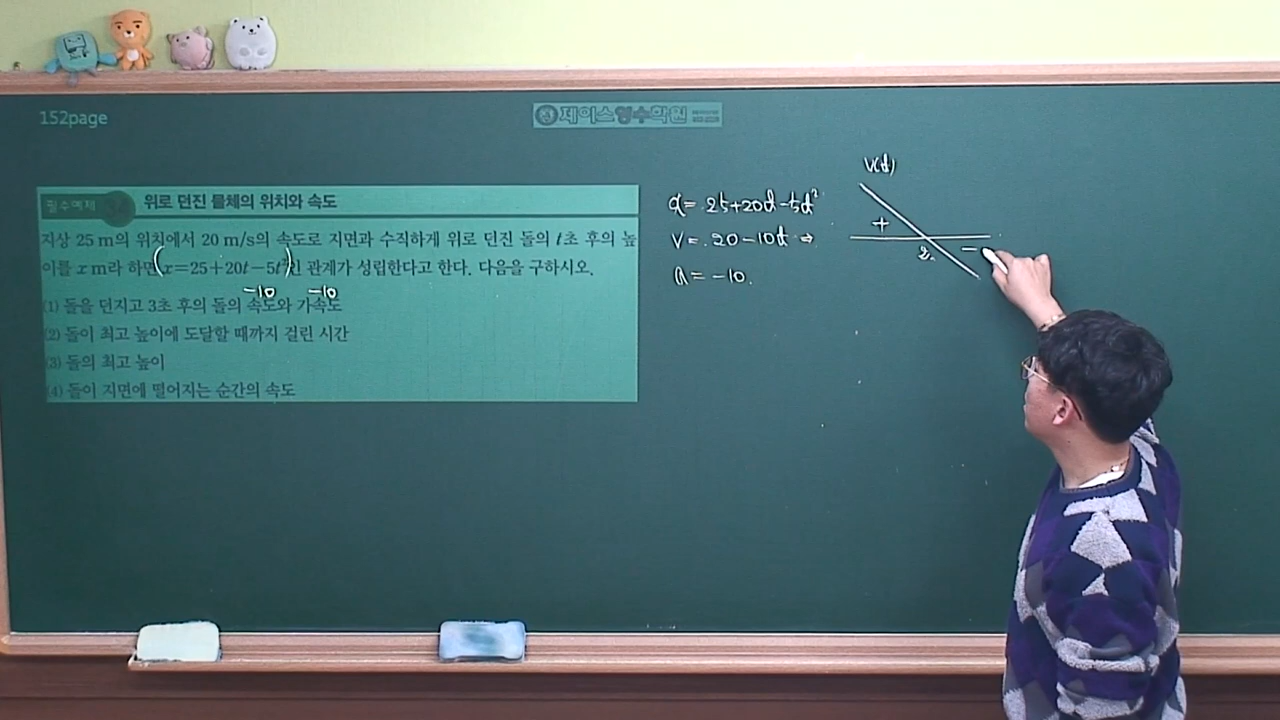 152page
제이스영수학원
필수예제 위로 던진 물체의 위치와 속도
지상 25 m의 위치에서 20 m/s의 속도로 지면과 수직하게 위로 던진 돌의 t초 후의 높
이를 x m라 하면 (x=25+20t-5t²)인 관계가 성립한다고 한다. 다음을 구하시오.
-10 -10
(1) 돌을 던지고 3초 후의 돌의 속도와 가속도
(2) 돌이 최고 높이에 도달할 때까지 걸린 시간
(3) 돌의 최고 높이
(4) 돌이 지면에 떨어지는 순간의 속도
x = 25+20t-5t²
v = 20-10t ⇒
a = -10.
v(t)
+
2
-